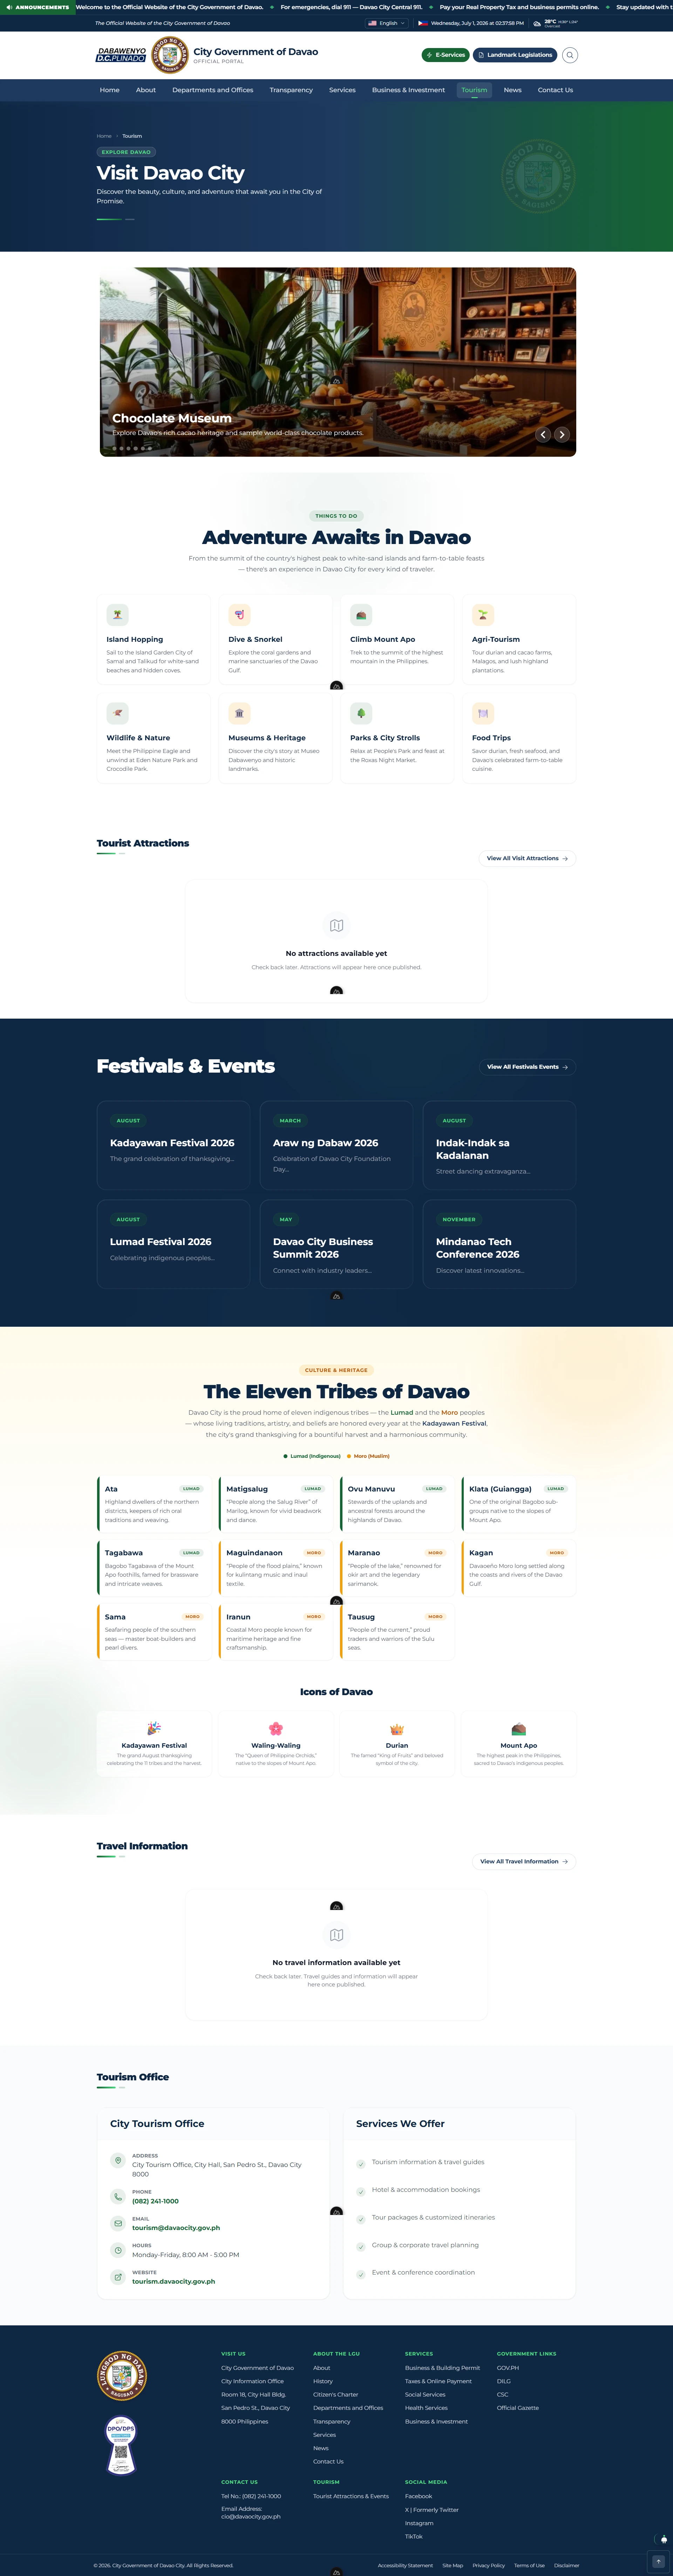 ANNOUNCEMENTS
Welcome to the Official Website of the City Government of Davao.
For emergencies, dial 911 — Davao City Central 911.
Pay your Real Property Tax and business permits online.
Stay updated with t
The Official Website of the City Government of Davao
English
Wednesday, July 1, 2026 at 02:37:58 PM
28°C
Overcast
DABAWENYO
D.C.PLINADO
City Government of Davao
OFFICIAL PORTAL
E-Services
Landmark Legislations
Home
About
Departments and Offices
Transparency
Services
Business & Investment
Tourism
News
Contact Us
Home
Tourism
EXPLORE DAVAO
Visit Davao City
Discover the beauty, culture, and adventure that await you in the City of
Promise.
Chocolate Museum
Explore Davao's rich cacao heritage and sample world-class chocolate products.
THINGS TO DO
Adventure Awaits in Davao
From the summit of the country's highest peak to white-sand islands and farm-to-table feasts
— there's an experience in Davao City for every kind of traveler.
Island Hopping
Sail to the Island Garden City of
Samal and Talikud for white-sand
beaches and hidden coves.
Dive & Snorkel
Explore the coral gardens and
marine sanctuaries of the Davao
Gulf.
Climb Mount Apo
Trek to the summit of the highest
mountain in the Philippines.
Agri-Tourism
Tour durian and cacao farms,
Malagos, and lush highland
plantations.
Wildlife & Nature
Meet the Philippine Eagle and
unwind at Eden Nature Park and
Crocodile Park.
Museums & Heritage
Discover the city's story at Museo
Dabawenyo and historic
landmarks.
Parks & City Strolls
Relax at People's Park and feast at
the Roxas Night Market.
Food Trips
Savor durian, fresh seafood, and
Davao's celebrated farm-to-table
cuisine.
Tourist Attractions
View All Visit Attractions
No attractions available yet
Check back later. Attractions will appear here once published.
Festivals & Events
View All Festivals Events
AUGUST
Kadayawan Festival 2026
The grand celebration of thanksgiving...
MARCH
Araw ng Dabaw 2026
Celebration of Davao City Foundation
Day...
AUGUST
Indak-Indak sa
Kadalanan
Street dancing extravaganza...
AUGUST
Lumad Festival 2026
Celebrating indigenous peoples...
MAY
Davao City Business
Summit 2026
Connect with industry leaders...
NOVEMBER
Mindanao Tech
Conference 2026
Discover latest innovations...
CULTURE & HERITAGE
The Eleven Tribes of Davao
Davao City is the proud home of eleven indigenous tribes — the Lumad and the Moro peoples
— whose living traditions, artistry, and beliefs are honored every year at the Kadayawan Festival,
the city's grand thanksgiving for a bountiful harvest and a harmonious community.
Lumad (Indigenous)
Moro (Muslim)
Ata
LUMAD
Highland dwellers of the northern
districts, keepers of rich oral
traditions and weaving.
Matigsalug
LUMAD
"People along the Salug River" of
Marilog, known for vivid beadwork
and dance.
Ovu Manuvu
LUMAD
Stewards of the uplands and
ancestral forests around the
highlands of Davao.
Klata (Guiangga)
LUMAD
One of the original Bagobo sub-
groups native to the slopes of
Mount Apo.
Tagabawa
LUMAD
Bagobo Tagabawa of the Mount
Apo foothills, famed for brassware
and intricate weaves.
Maguindanaon
MORO
"People of the flood plains," known
for kulintang music and inaul
textile.
Maranao
MORO
"People of the lake," renowned for
okir art and the legendary
sarimanok.
Kagan
MORO
Davaoeño Moro long settled along
the coasts and rivers of the Davao
Gulf.
Sama
MORO
Seafaring people of the southern
seas — master boat-builders and
pearl divers.
Iranun
MORO
Coastal Moro people known for
maritime heritage and fine
craftsmanship.
Tausug
MORO
"People of the current," proud
traders and warriors of the Sulu
seas.
Icons of Davao
Kadayawan Festival
The grand August thanksgiving
celebrating the 11 tribes and the harvest.
Waling-Waling
The "Queen of Philippine Orchids,"
native to the slopes of Mount Apo.
Durian
The famed "King of Fruits" and beloved
symbol of the city.
Mount Apo
The highest peak in the Philippines,
sacred to Davao's indigenous peoples.
Travel Information
View All Travel Information
No travel information available yet
Check back later. Travel guides and information will appear
here once published.
Tourism Office
City Tourism Office
ADDRESS
City Tourism Office, City Hall, San Pedro St., Davao City
8000
PHONE
(082) 241-1000
EMAIL
tourism@davaocity.gov.ph
HOURS
Monday-Friday, 8:00 AM - 5:00 PM
WEBSITE
tourism.davaocity.gov.ph
Services We Offer
Tourism information & travel guides
Hotel & accommodation bookings
Tour packages & customized itineraries
Group & corporate travel planning
Event & conference coordination
LUNGSOD NG DABAW
SAGISAG
DPO/DPS
VISIT US
City Government of Davao
City Information Office
Room 18, City Hall Bldg.
San Pedro St., Davao City
8000 Philippines
ABOUT THE LGU
About
History
Citizen's Charter
Departments and Offices
Transparency
Services
News
Contact Us
SERVICES
Business & Building Permit
Taxes & Online Payment
Social Services
Health Services
Business & Investment
GOVERNMENT LINKS
GOV.PH
DILG
CSC
Official Gazette
CONTACT US
Tel No.: (082) 241-1000
Email Address:
cio@davaocity.gov.ph
TOURISM
Tourist Attractions & Events
SOCIAL MEDIA
Facebook
X | Formerly Twitter
Instagram
TikTok
© 2026. City Government of Davao City. All Rights Reserved.
Accessibility Statement
Site Map
Privacy Policy
Terms of Use
Disclaimer